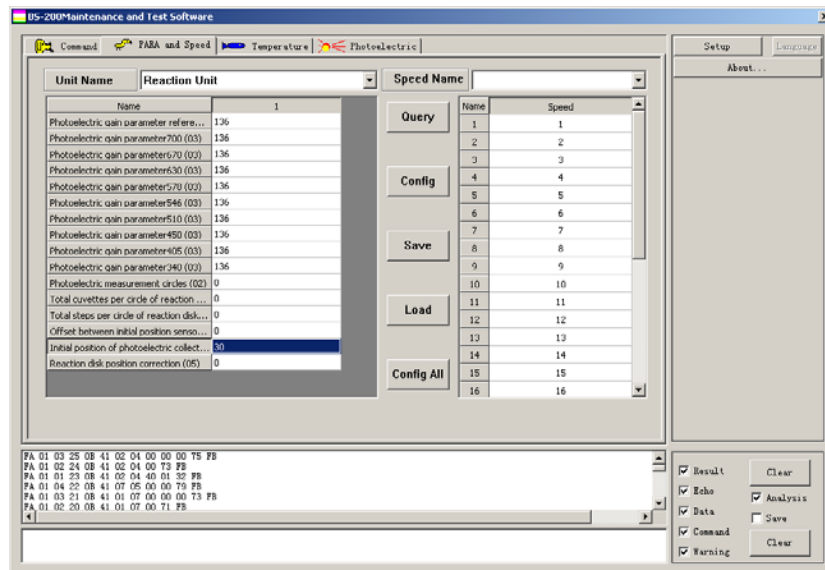 BS-200Maintenance and Test Software
Command PARA and Speed Temperature Photoelectric
Setup Language
About...
Unit Name Reaction Unit Speed Name
Name 1
Photoelectric gain parameter refere... 136
Photoelectric gain parameter700 (03) 136
Photoelectric gain parameter670 (03) 136
Photoelectric gain parameter630 (03) 136
Photoelectric gain parameter578 (03) 136
Photoelectric gain parameter546 (03) 136
Photoelectric gain parameter510 (03) 136
Photoelectric gain parameter450 (03) 136
Photoelectric gain parameter405 (03) 136
Photoelectric gain parameter340 (03) 136
Photoelectric measurement circles (02) 0
Total cuvettes per circle of reaction ... 0
Total steps per circle of reaction disk... 0
Offset between initial position senso... 0
Initial position of photoelectric collect... 30
Reaction disk position correction (05) 0
Query
Config
Save
Load
Config All
Name Speed
1 1
2 2
3 3
4 4
5 5
6 6
7 7
8 8
9 9
10 10
11 11
12 12
13 13
14 14
15 15
16 16
FA 01 03 25 0B 41 02 04 00 00 00 75 FB
FA 01 02 24 0B 41 02 04 00 73 FB
FA 01 01 23 0B 41 02 04 40 01 32 FB
FA 01 04 22 0B 41 07 05 00 00 79 FB
FA 01 03 21 0B 41 01 07 00 00 00 73 FB
FA 01 02 20 0B 41 01 07 00 71 FB
Result Clear
Echo Analysis
Data Save
Command Clear
Warning